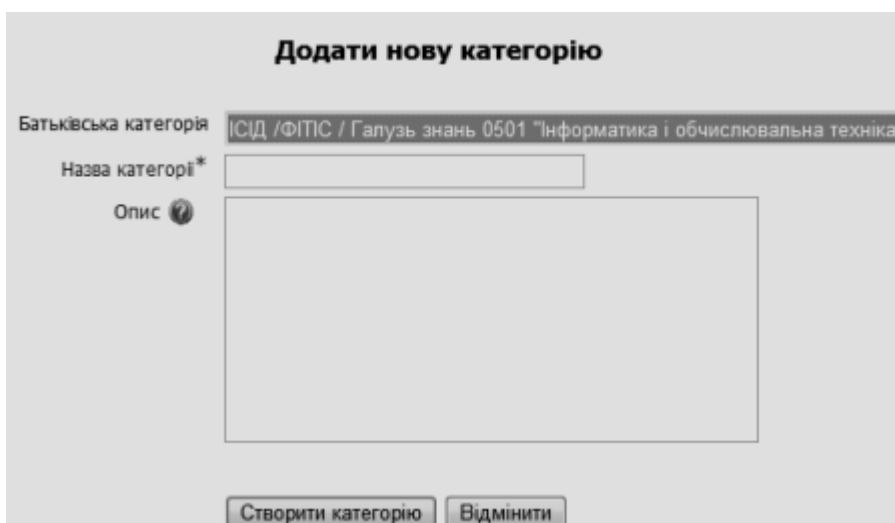 Додати нову категорію
Батьківська категорія ІСІД /ФІТІС / Галузь знань 0501 "Інформатика і обчислювальна техніка
Назва категорії*
Опис ?
Створити категорію Відмінити